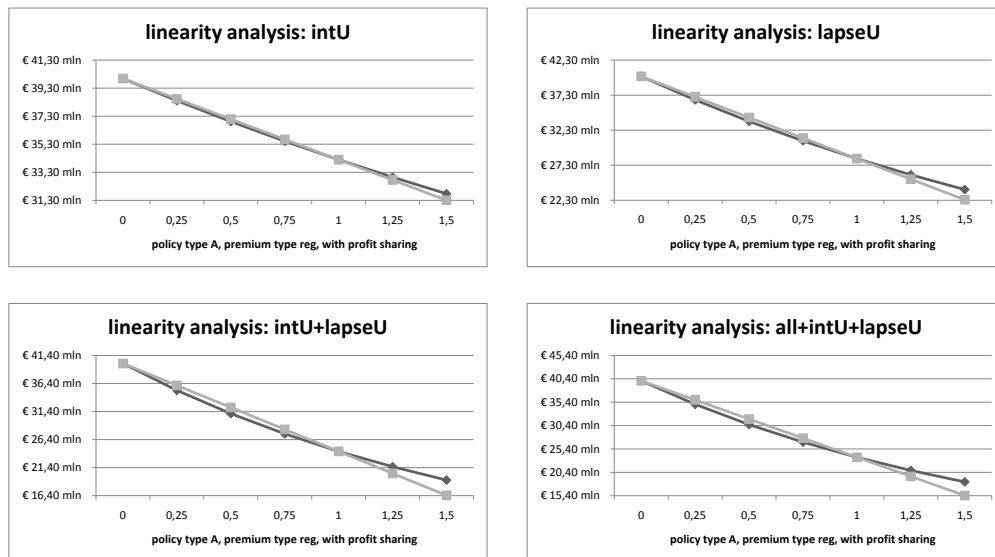 linearity analysis: intU
€ 41,30 mln
€ 39,30 mln
€ 37,30 mln
€ 35,30 mln
€ 33,30 mln
€ 31,30 mln
0 0,25 0,5 0,75 1 1,25 1,5
policy type A, premium type reg, with profit sharing
linearity analysis: lapseU
€ 42,30 mln
€ 37,30 mln
€ 32,30 mln
€ 27,30 mln
€ 22,30 mln
0 0,25 0,5 0,75 1 1,25 1,5
policy type A, premium type reg, with profit sharing
linearity analysis: intU+lapseU
€ 41,40 mln
€ 36,40 mln
€ 31,40 mln
€ 26,40 mln
€ 21,40 mln
€ 16,40 mln
0 0,25 0,5 0,75 1 1,25 1,5
policy type A, premium type reg, with profit sharing
linearity analysis: all+intU+lapseU
€ 45,40 mln
€ 40,40 mln
€ 35,40 mln
€ 30,40 mln
€ 25,40 mln
€ 20,40 mln
€ 15,40 mln
0 0,25 0,5 0,75 1 1,25 1,5
policy type A, premium type reg, with profit sharing